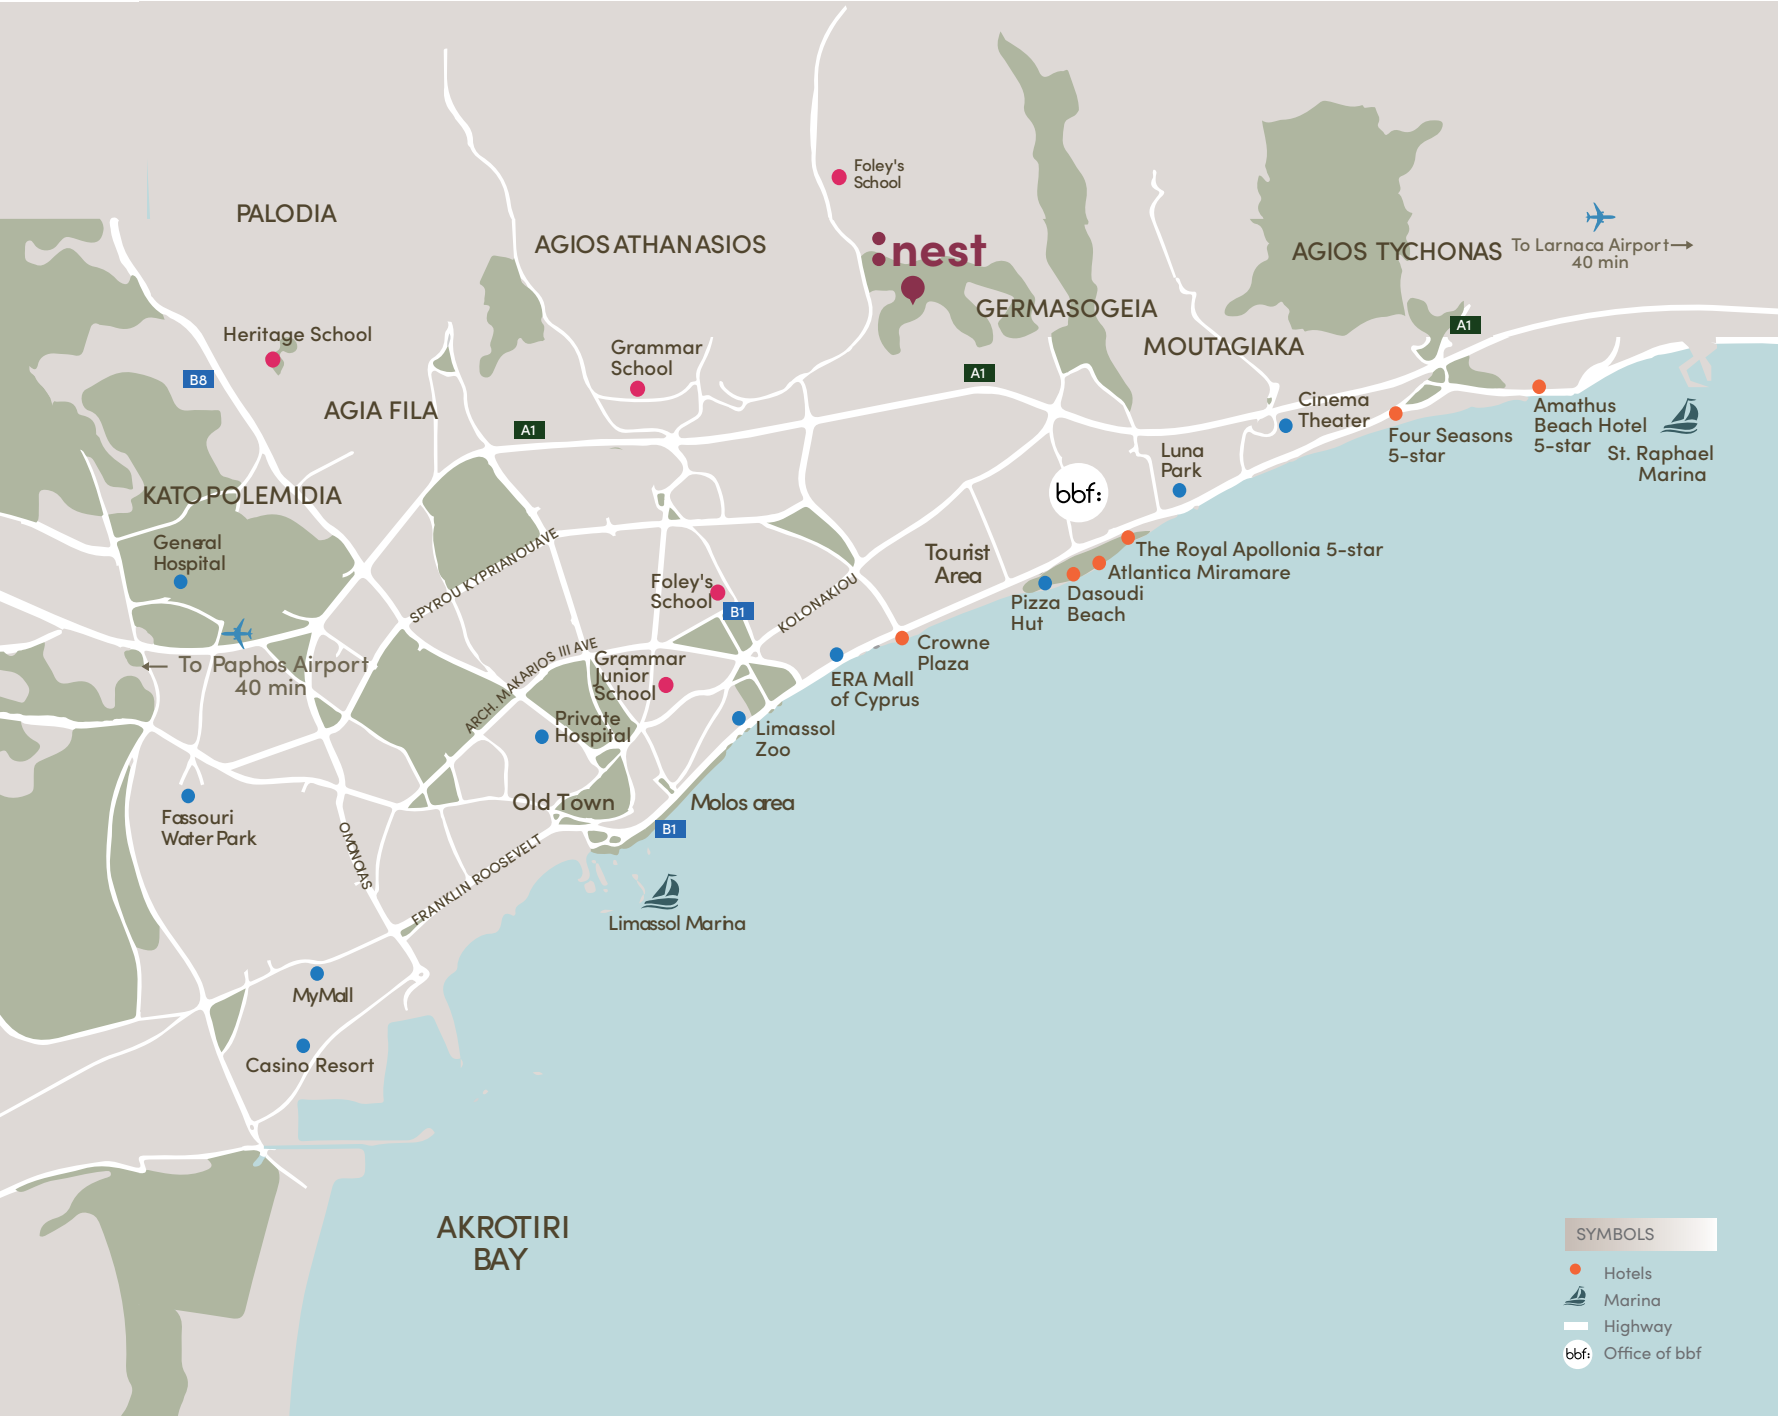 Foley's
School
PALODIA
AGIOS ATHANASIOS
:nest
AGIOS TYCHONAS
To Larnaca Airport
40 min
GERMASOGEIA
A1
Heritage School
Grammar
School
MOUTAGIAKA
B8
A1
AGIA FILA
A1
Cinema
Theater
Amathus
Beach Hotel
5-star
Four Seasons
5-star
St. Raphael
Marina
Luna
Park
KATO POLEMIDIA
bbf:
General
Hospital
SPYROU KYPRIANOU AVE
Tourist
Area
The Royal Apollonia 5-star
Atlantica Miramare
Dasoudi
Beach
Pizza
Hut
Foley's
School
B1
KOLONAKIOU
To Paphos Airport
40 min
ARCH. MAKARIOS III AVE
Grammar
Junior
School
Crowne
Plaza
ERA Mall
of Cyprus
Private
Hospital
Limassol
Zoo
Old Town
Molos area
B1
Fassouri
Water Park
OMONOIAS
FRANKLIN ROOSEVELT
Limassol Marina
MyMall
Casino Resort
AKROTIRI
BAY
SYMBOLS
Hotels
Marina
Highway
bbf:
Office of bbf